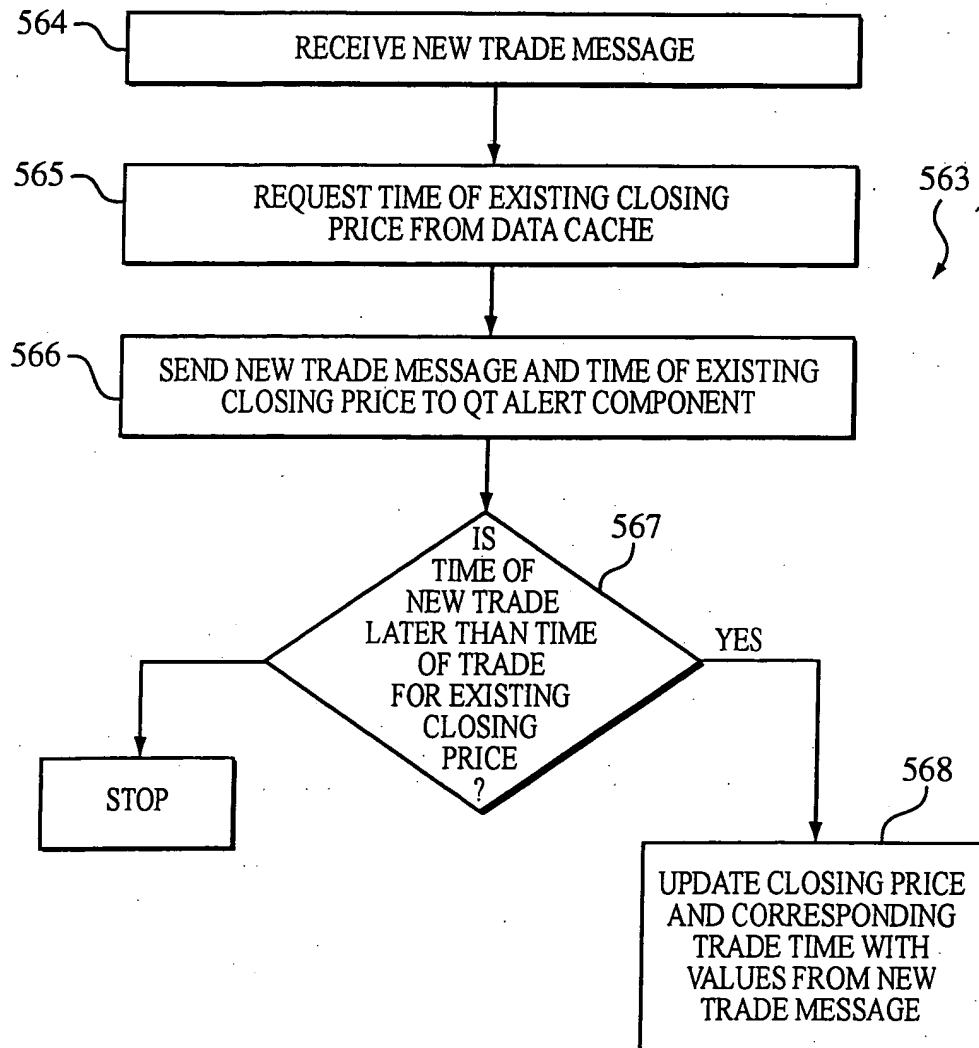 564
RECEIVE NEW TRADE MESSAGE
565
REQUEST TIME OF EXISTING CLOSING
PRICE FROM DATA CACHE
563
566
SEND NEW TRADE MESSAGE AND TIME OF EXISTING
CLOSING PRICE TO QT ALERT COMPONENT
567
IS
TIME OF
NEW TRADE
LATER THAN TIME
OF TRADE
FOR EXISTING
CLOSING
PRICE
?
YES
STOP
568
UPDATE CLOSING PRICE
AND CORRESPONDING
TRADE TIME WITH
VALUES FROM NEW
TRADE MESSAGE